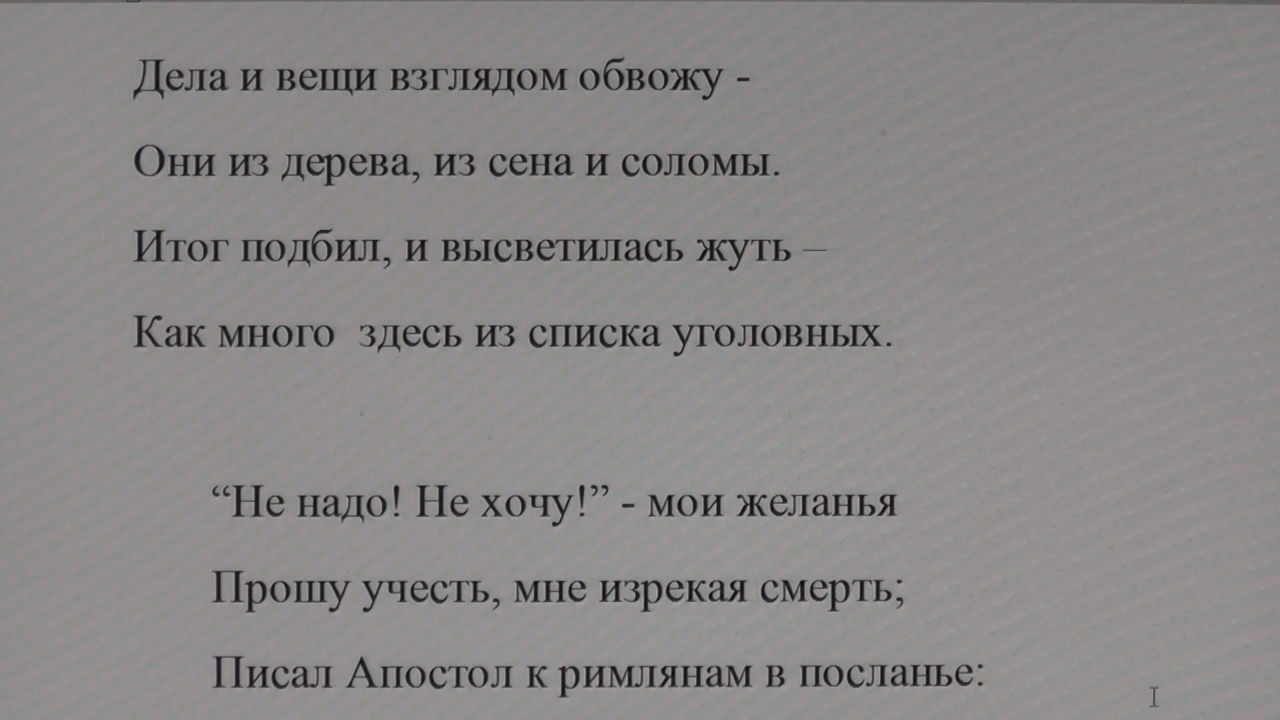 Дела и вещи взглядом обвожу -
Они из дерева, из сена и соломы.
Итог подбил, и высветилась жуть –
Как много  здесь из списка уголовных.
“Не надо! Не хочу!” - мои желанья
Прошу учесть, мне изрекая смерть;
Писал Апостол к римлянам в посланье: